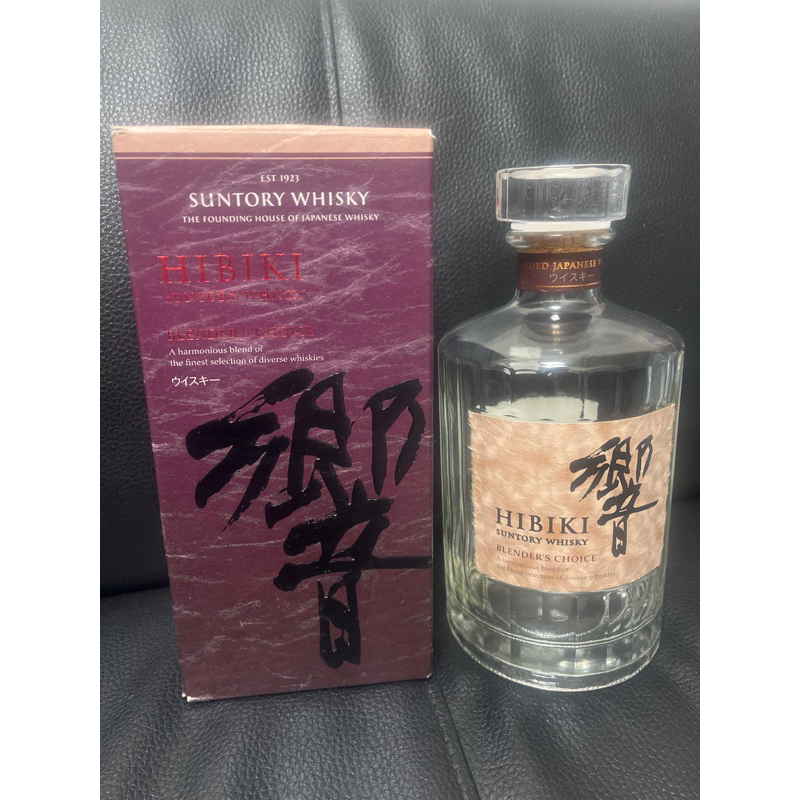 EST 1923
SUNTORY WHISKY
THE FOUNDING HOUSE OF JAPANESE WHISKY
HIBIKI
SUNTORY WHISKY
BLENDER'S CHOICE
A harmonious blend of
the finest selection of diverse whiskies
ウイスキー
響
JAPANESE
ウイスキー
響
HIBIKI
SUNTORY WHISKY
BLENDER'S CHOICE
A harmonious blend of
the finest selection of diverse whiskies